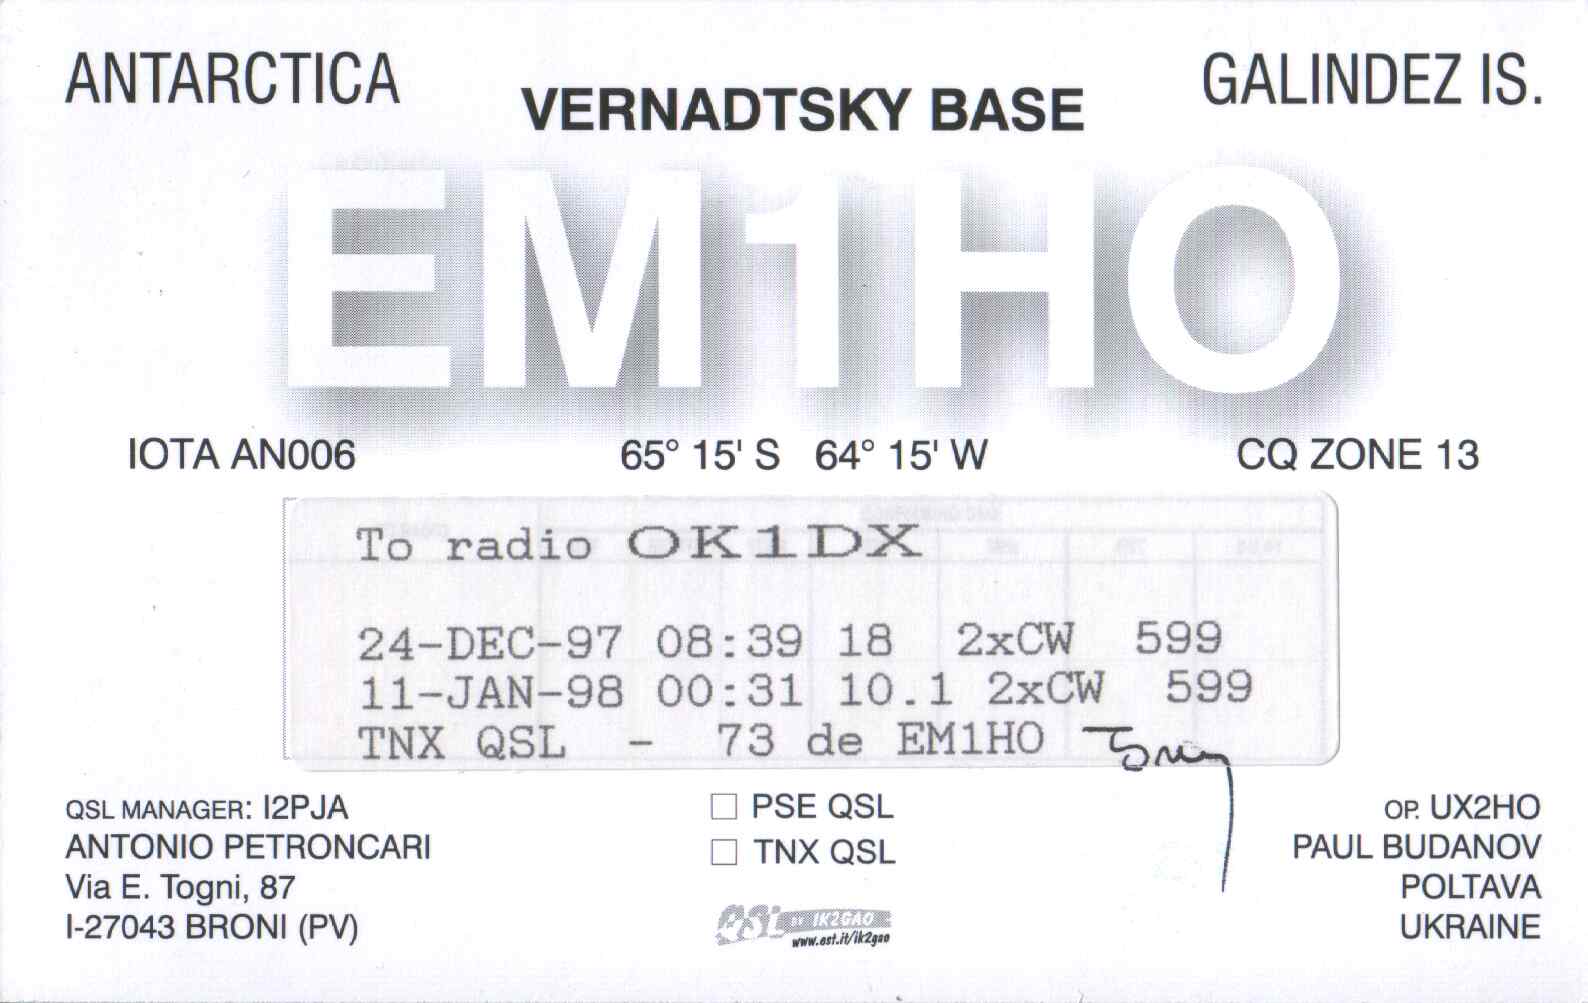 ANTARCTICA
VERNADTSKY BASE
GALINDEZ IS.
EM1HO
IOTA AN006
65° 15' S 64° 15' W
CQ ZONE 13
To radio OK1DX
24-DEC-97 08:39 18 2xCW 599
11-JAN-98 00:31 10.1 2xCW 599
TNX QSL - 73 de EM1HO
QSL MANAGER: I2PJA
ANTONIO PETRONCARI
Via E. Togni, 87
I-27043 BRONI (PV)
PSE QSL
TNX QSL
QSL BY IK2GAO
www.ost.it/ik2gao
OP. UX2HO
PAUL BUDANOV
POLTAVA
UKRAINE